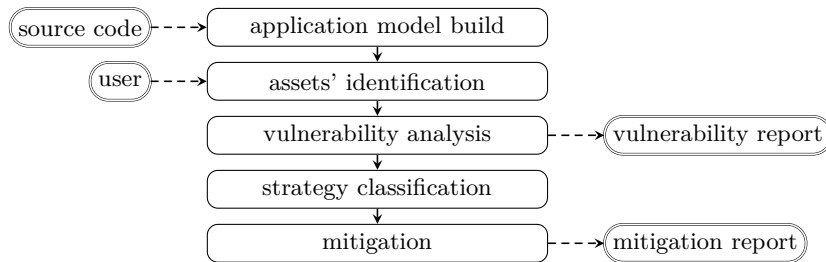 source code
application model build
user
assets' identification
vulnerability analysis
vulnerability report
strategy classification
mitigation
mitigation report